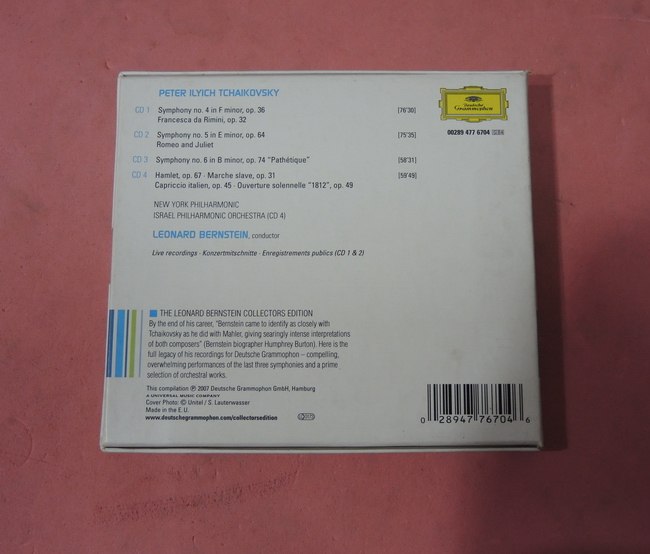 PETER ILYICH TCHAIKOVSKY
CD 1 Symphony no. 4 in F minor, op. 36 [76'30]
Francesca da Rimini, op. 32
CD 2 Symphony no. 5 in E minor, op. 64 [75'35]
Romeo and Juliet
CD 3 Symphony no. 6 in B minor, op. 74 "Pathétique" [58'31]
CD 4 Hamlet, op. 67 · Marche slave, op. 31 [59'49]
Capriccio italien, op. 45 · Ouverture solennelle "1812", op. 49
Deutsche
Grammophon
00289 477 6704 GB4
NEW YORK PHILHARMONIC
ISRAEL PHILHARMONIC ORCHESTRA (CD 4)
LEONARD BERNSTEIN, conductor
Live recordings · Konzertmitschnitte · Enregistrements publics (CD 1 & 2)
THE LEONARD BERNSTEIN COLLECTORS EDITION
By the end of his career, "Bernstein came to identify as closely with
Tchaikovsky as he did with Mahler, giving searingly intense interpretations
of both composers" (Bernstein biographer Humphrey Burton). Here is the
full legacy of his recordings for Deutsche Grammophon – compelling,
overwhelming performances of the last three symphonies and a prime
selection of orchestral works.
This compilation ℗ 2007 Deutsche Grammophon GmbH, Hamburg
A UNIVERSAL MUSIC COMPANY
Cover Photo: © Unitel / S. Lauterwasser
Made in the E.U.
www.deutschegrammophon.com/collectorsedition
0 28947 76704 6